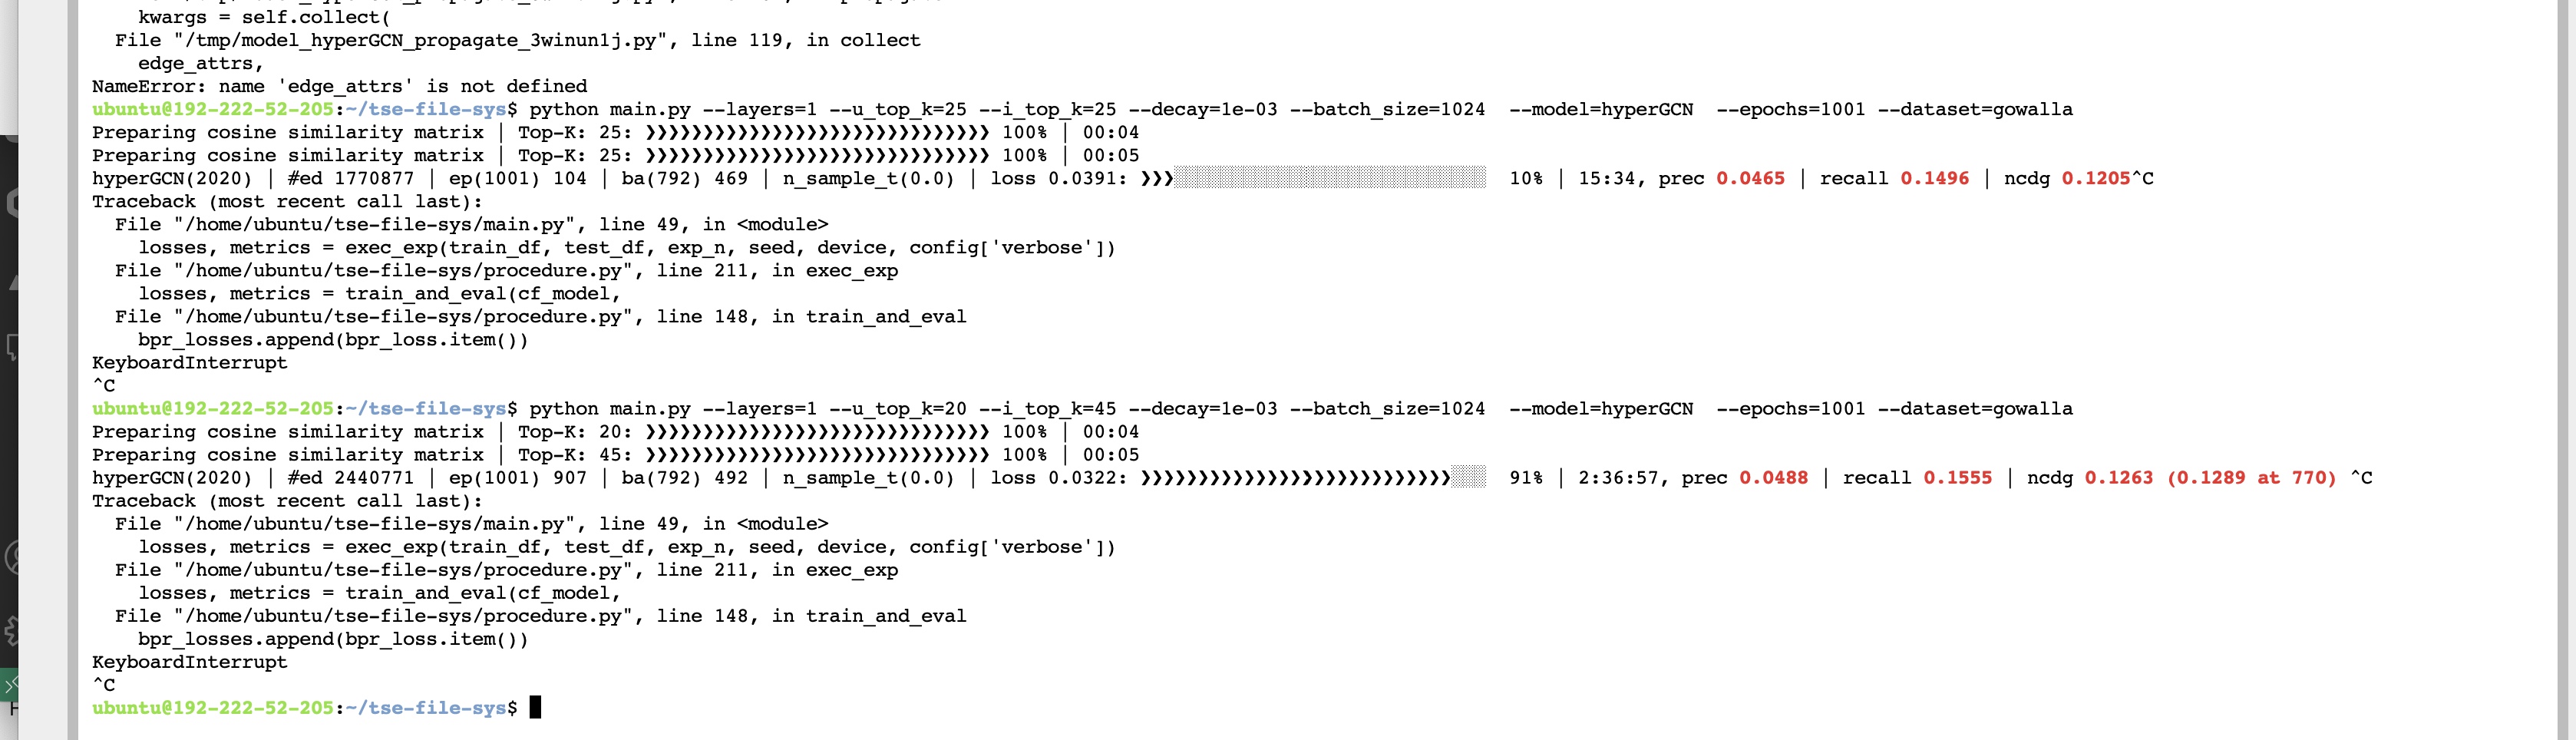 kwargs = self.collect(
File "/tmp/model_hyperGCN_propagate_3winun1j.py", line 119, in collect
edge_attrs,
NameError: name 'edge_attrs' is not defined
ubuntu@192-222-52-205:~/tse-file-sys$ python main.py --layers=1 --u_top_k=25 --i_top_k=25 --decay=1e-03 --batch_size=1024  --model=hyperGCN  --epochs=1001 --dataset=gowalla
Preparing cosine similarity matrix | Top-K: 25: ❯❯❯❯❯❯❯❯❯❯❯❯❯❯❯❯❯❯❯❯❯❯❯❯❯❯❯❯❯❯ 100% | 00:04
Preparing cosine similarity matrix | Top-K: 25: ❯❯❯❯❯❯❯❯❯❯❯❯❯❯❯❯❯❯❯❯❯❯❯❯❯❯❯❯❯❯ 100% | 00:05
hyperGCN(2020) | #ed 1770877 | ep(1001) 104 | ba(792) 469 | n_sample_t(0.0) | loss 0.0391: ❯❯❯░░░░░░░░░░░░░░░░░░░░░░░░░░░  10% | 15:34, prec 0.0465 | recall 0.1496 | ncdg 0.1205^C
Traceback (most recent call last):
File "/home/ubuntu/tse-file-sys/main.py", line 49, in <module>
losses, metrics = exec_exp(train_df, test_df, exp_n, seed, device, config['verbose'])
File "/home/ubuntu/tse-file-sys/procedure.py", line 211, in exec_exp
losses, metrics = train_and_eval(cf_model,
File "/home/ubuntu/tse-file-sys/procedure.py", line 148, in train_and_eval
bpr_losses.append(bpr_loss.item())
KeyboardInterrupt
^C
ubuntu@192-222-52-205:~/tse-file-sys$ python main.py --layers=1 --u_top_k=20 --i_top_k=45 --decay=1e-03 --batch_size=1024  --model=hyperGCN  --epochs=1001 --dataset=gowalla
Preparing cosine similarity matrix | Top-K: 20: ❯❯❯❯❯❯❯❯❯❯❯❯❯❯❯❯❯❯❯❯❯❯❯❯❯❯❯❯❯❯ 100% | 00:04
Preparing cosine similarity matrix | Top-K: 45: ❯❯❯❯❯❯❯❯❯❯❯❯❯❯❯❯❯❯❯❯❯❯❯❯❯❯❯❯❯❯ 100% | 00:05
hyperGCN(2020) | #ed 2440771 | ep(1001) 907 | ba(792) 492 | n_sample_t(0.0) | loss 0.0322: ❯❯❯❯❯❯❯❯❯❯❯❯❯❯❯❯❯❯❯❯❯❯❯❯❯❯❯░░░  91% | 2:36:57, prec 0.0488 | recall 0.1555 | ncdg 0.1263 (0.1289 at 770) ^C
Traceback (most recent call last):
File "/home/ubuntu/tse-file-sys/main.py", line 49, in <module>
losses, metrics = exec_exp(train_df, test_df, exp_n, seed, device, config['verbose'])
File "/home/ubuntu/tse-file-sys/procedure.py", line 211, in exec_exp
losses, metrics = train_and_eval(cf_model,
File "/home/ubuntu/tse-file-sys/procedure.py", line 148, in train_and_eval
bpr_losses.append(bpr_loss.item())
KeyboardInterrupt
^C
ubuntu@192-222-52-205:~/tse-file-sys$